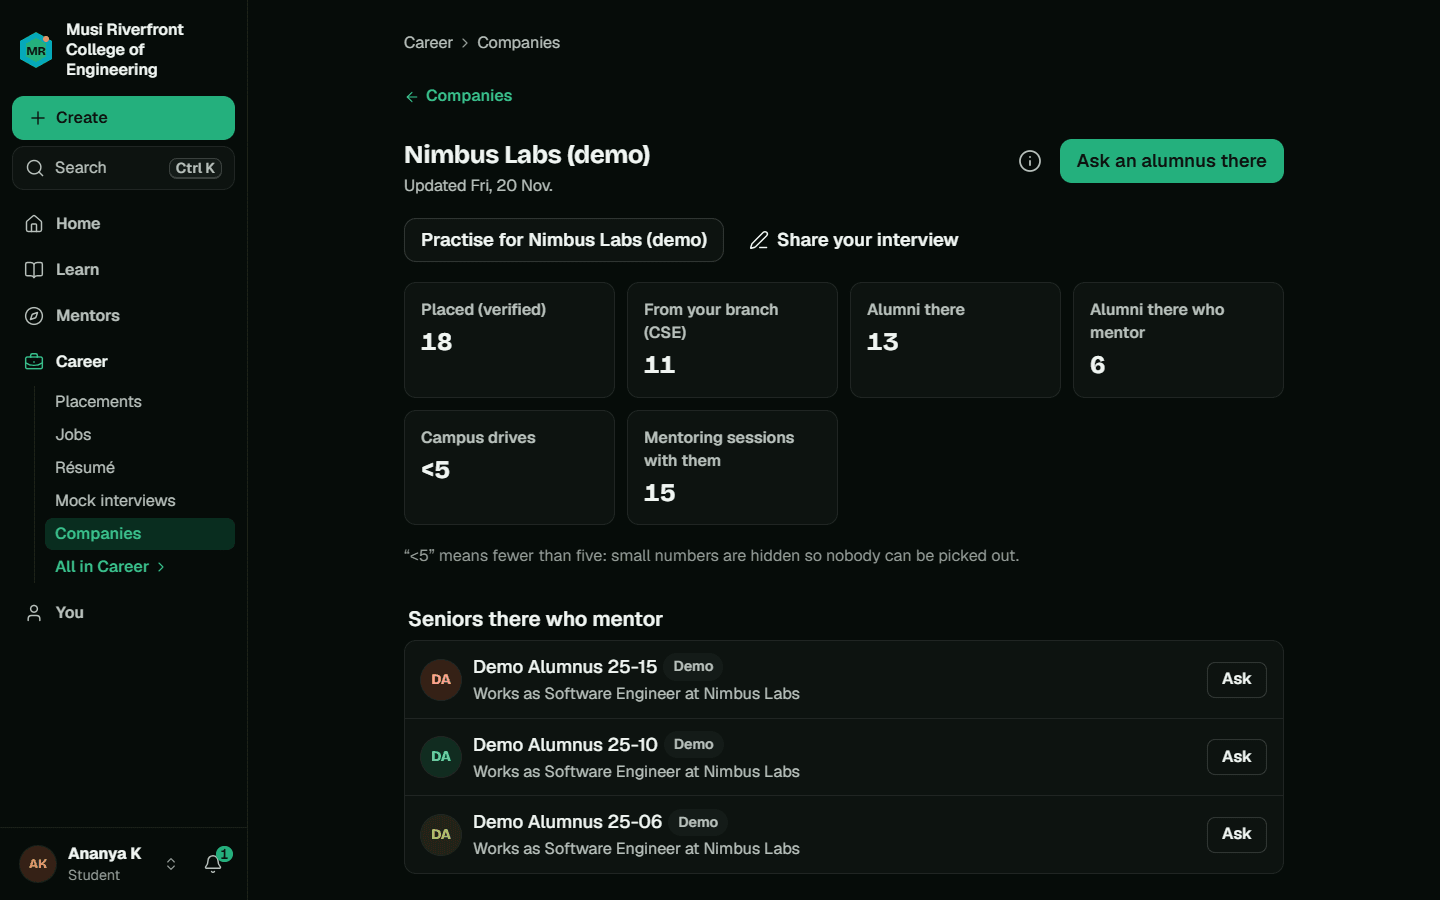 MR
Musi Riverfront
College of
Engineering
Create
Search
Ctrl K
Home
Learn
Mentors
Career
Placements
Jobs
Résumé
Mock interviews
Companies
All in Career
You
AK
Ananya K
Student
1
Career
Companies
Companies
Nimbus Labs (demo)
Updated Fri, 20 Nov.
Ask an alumnus there
Practise for Nimbus Labs (demo)
Share your interview
Placed (verified)
18
From your branch
(CSE)
11
Alumni there
13
Alumni there who
mentor
6
Campus drives
<5
Mentoring sessions
with them
15
“<5” means fewer than five: small numbers are hidden so nobody can be picked out.
Seniors there who mentor
DA
Demo Alumnus 25-15
Demo
Works as Software Engineer at Nimbus Labs
Ask
DA
Demo Alumnus 25-10
Demo
Works as Software Engineer at Nimbus Labs
Ask
DA
Demo Alumnus 25-06
Demo
Works as Software Engineer at Nimbus Labs
Ask